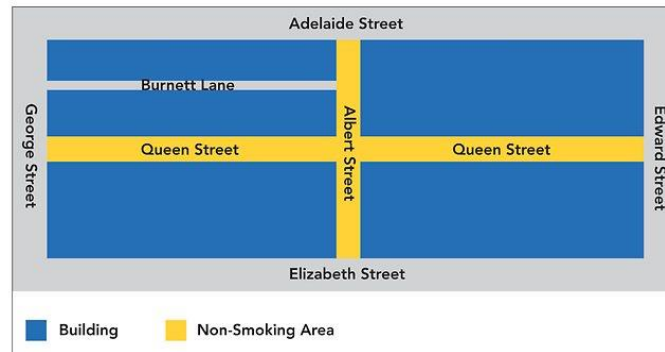 Adelaide Street
Burnett Lane
George Street
Albert Street
Edward Street
Queen Street
Queen Street
Elizabeth Street
Building
Non-Smoking Area